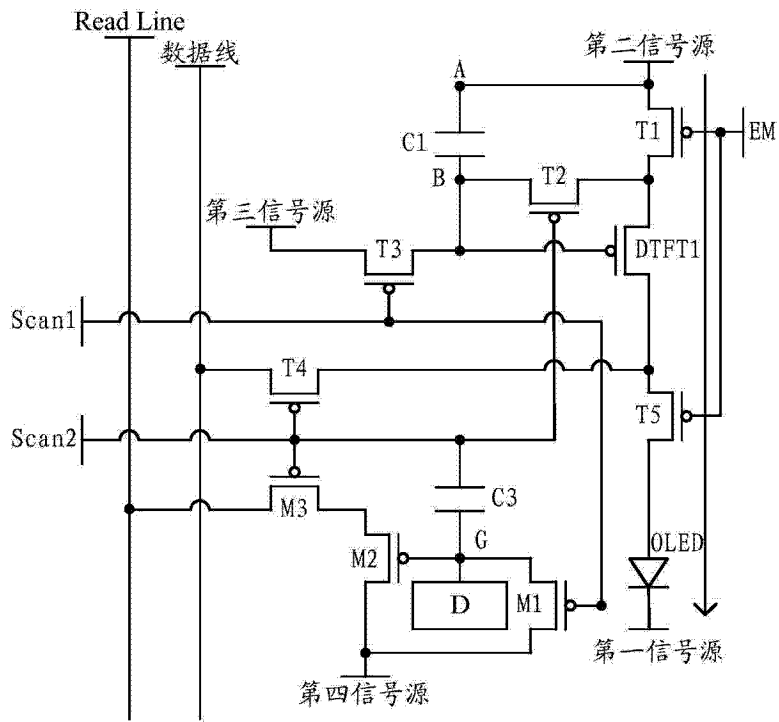 Read Line
数据线
第二信号源
A
T1
EM
C1
B
T2
第三信号源
T3
DTFT1
Scan1
T4
T5
Scan2
C3
M3
G
OLED
M2
D
M1
第一信号源
第四信号源